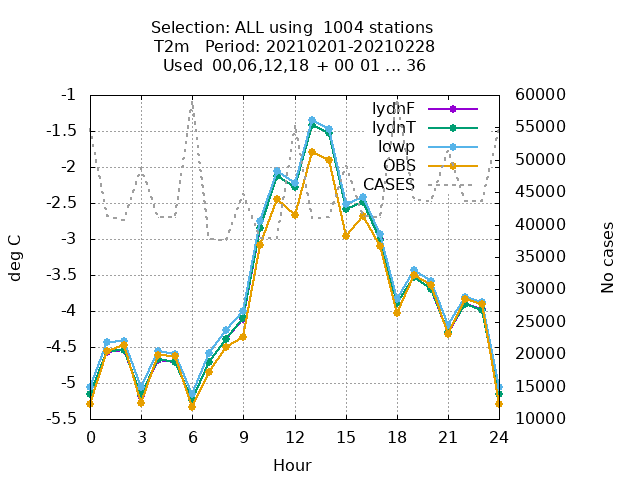 Selection: ALL using  1004 stations
T2m   Period: 20210201-20210228
Used  00,06,12,18 + 00 01 ... 36
-1
-1.5
-2
-2.5
-3
-3.5
-4
-4.5
-5
-5.5
60000
55000
50000
45000
40000
35000
30000
25000
20000
15000
10000
lydnF
lydnT
lowp
OBS
CASES
deg C
No cases
0 3 6 9 12 15 18 21 24
Hour